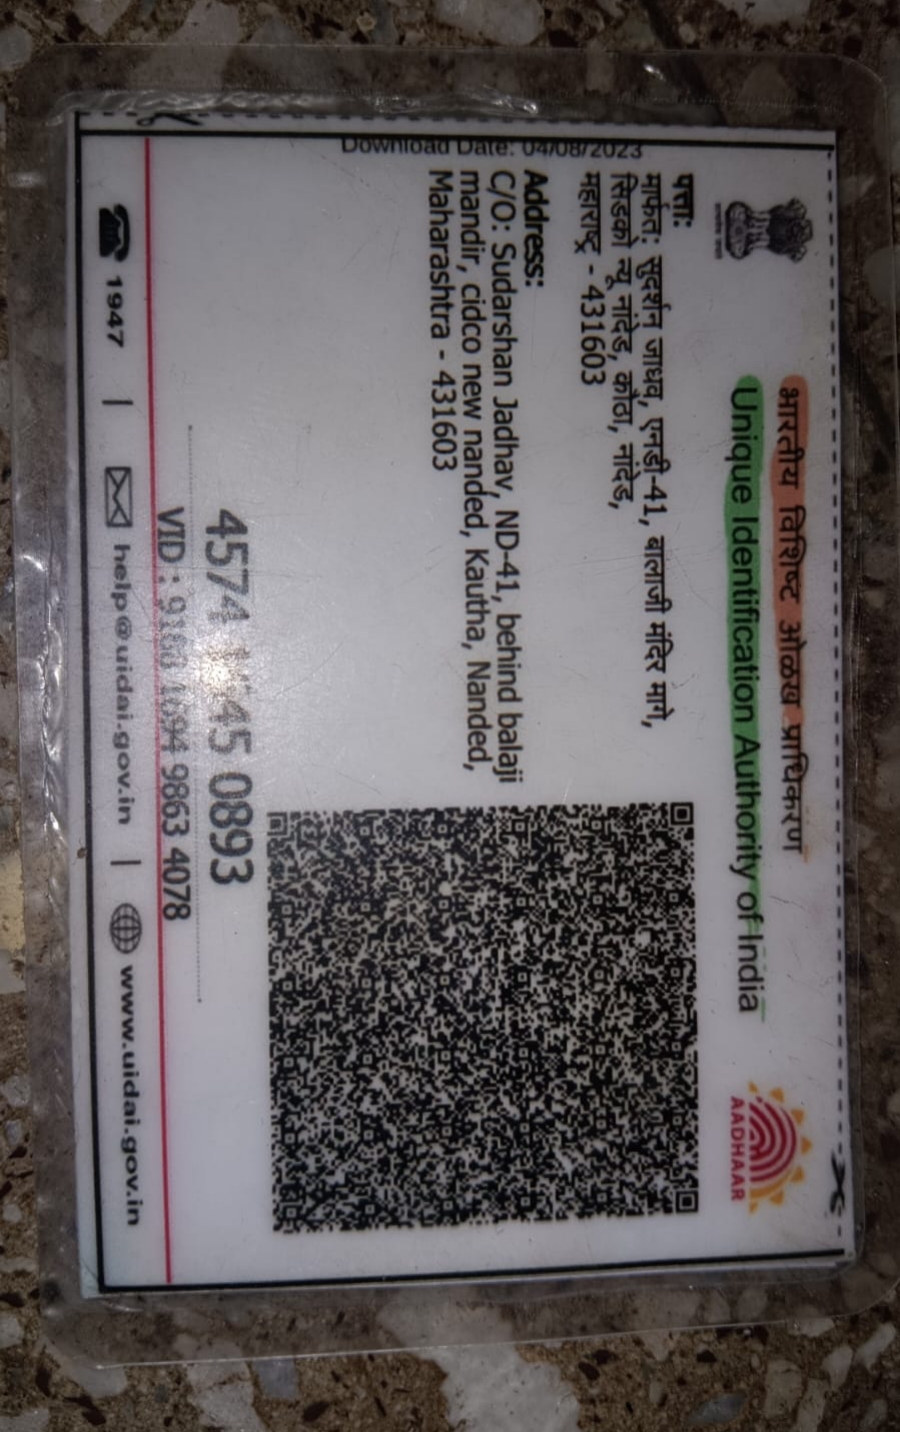 भारतीय विशिष्ट ओळख प्राधिकरण
Unique Identification Authority of India
AADHAAR
Download Date: 04/08/2023
पत्ता:
मार्फत: सुदर्शन जाधव, एनडी-41, बालाजी मंदिर मागे,
सिडको न्यू नांदेड, कौठा, नांदेड,
महाराष्ट्र - 431603
Address:
C/O: Sudarshan Jadhav, ND-41, behind balaji
mandir, cidco new nanded, Kautha, Nanded,
Maharashtra - 431603
4574 0893
VID : 9863 4078
1947 | help@uidai.gov.in | www.uidai.gov.in